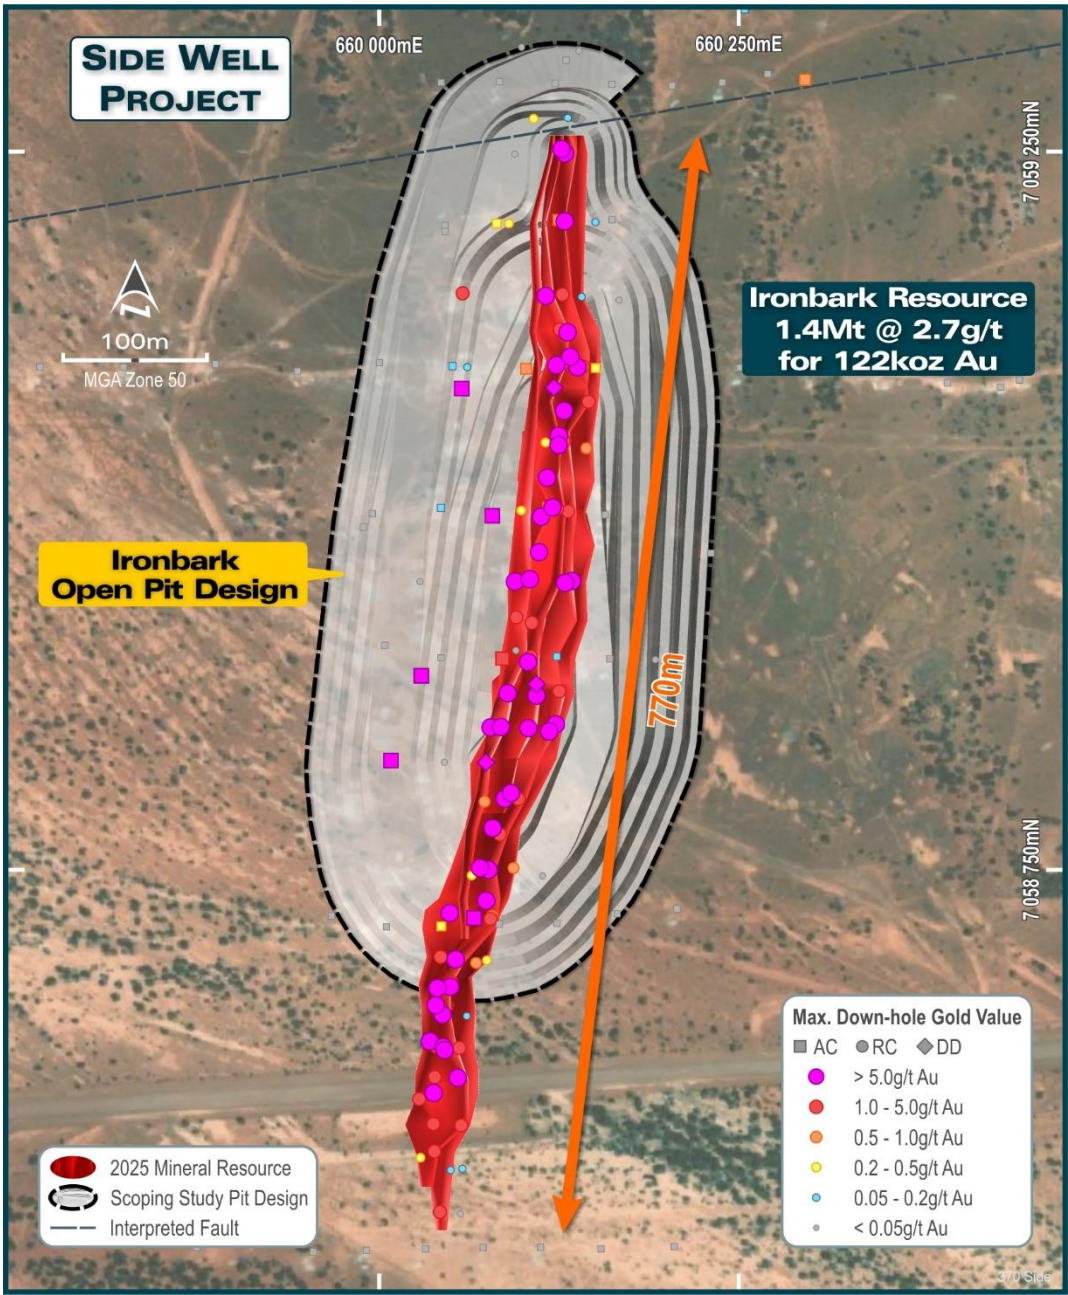 660 000mE
660 250mE
SIDE WELL
PROJECT
7 059 250mN
100m
MGA Zone 50
Ironbark Resource
1.4Mt @ 2.7g/t
for 122koz Au
Ironbark
Open Pit Design
770m
7 058 750mN
Max. Down-hole Gold Value
AC RC DD
> 5.0g/t Au
1.0 - 5.0g/t Au
0.5 - 1.0g/t Au
0.2 - 0.5g/t Au
0.05 - 0.2g/t Au
< 0.05g/t Au
2025 Mineral Resource
Scoping Study Pit Design
Interpreted Fault
370 Side